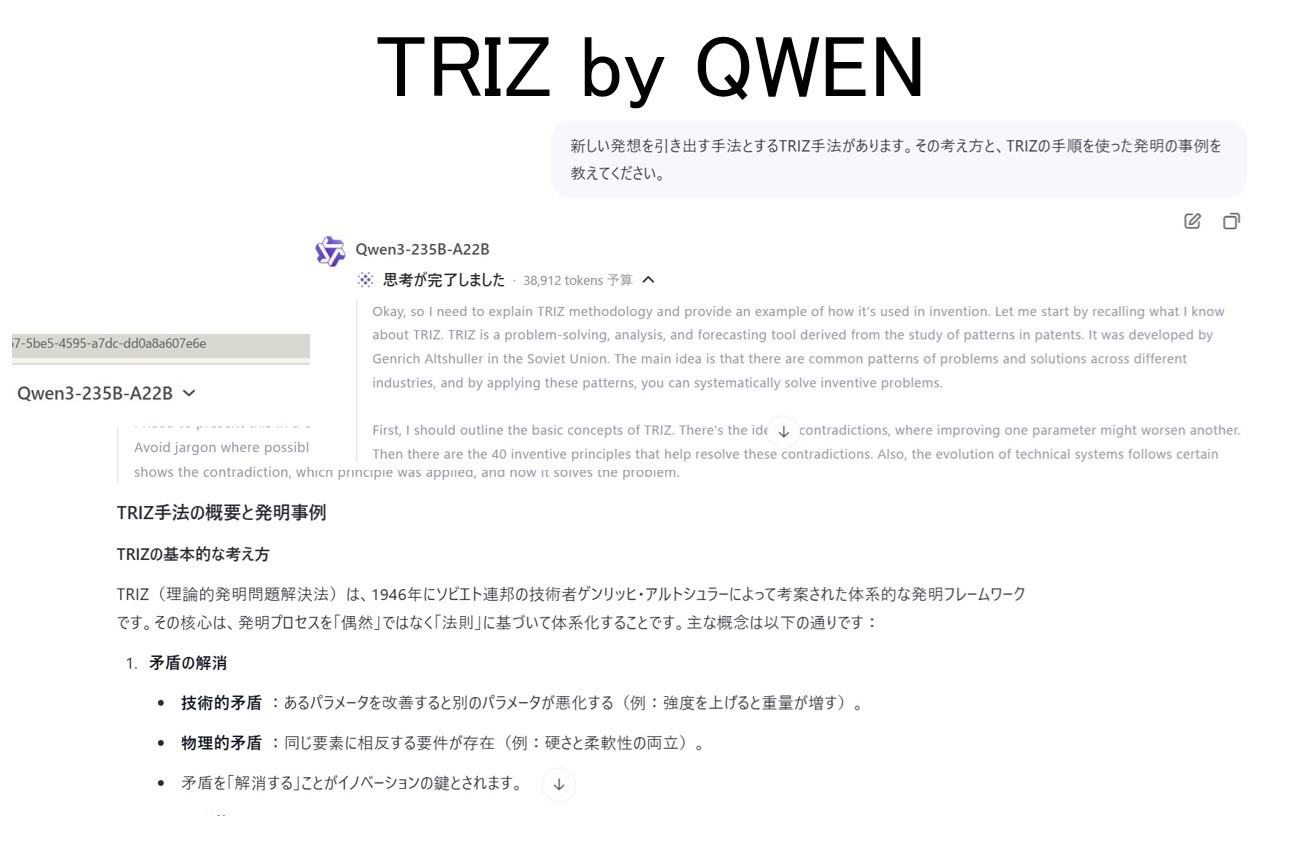 TRIZ by QWEN
新しい発想を引き出す手法とするTRIZ手法があります。その考え方と、TRIZの手順を使った発明の事例を
教えてください。
Qwen3-235B-A22B
思考が完了しました · 38,912 tokens 予算
Okay, so I need to explain TRIZ methodology and provide an example of how it's used in invention. Let me start by recalling what I know
about TRIZ. TRIZ is a problem-solving, analysis, and forecasting tool derived from the study of patterns in patents. It was developed by
Genrich Altshuller in the Soviet Union. The main idea is that there are common patterns of problems and solutions across different
industries, and by applying these patterns, you can systematically solve inventive problems.
First, I should outline the basic concepts of TRIZ. There's the ide contradictions, where improving one parameter might worsen another.
Then there are the 40 inventive principles that help resolve these contradictions. Also, the evolution of technical systems follows certain
7-5be5-4595-a7dc-dd0a8a607e6e
Qwen3-235B-A22B
Avoid jargon where possibl
shows the contradiction, which principle was applied, and how it solves the problem.
TRIZ手法の概要と発明事例
TRIZの基本的な考え方
TRIZ（理論的発明問題解決法）は、1946年にソビエト連邦の技術者ゲンリッヒ・アルトシュラーによって考案された体系的な発明フレームワーク
です。その核心は、発明プロセスを「偶然」ではなく「法則」に基づいて体系化することです。主な概念は以下の通りです：
1. 矛盾の解消
• 技術的矛盾 ：あるパラメータを改善すると別のパラメータが悪化する（例：強度を上げると重量が増す）。
• 物理的矛盾 ：同じ要素に相反する要件が存在（例：硬さと柔軟性の両立）。
• 矛盾を「解消する」ことがイノベーションの鍵とされます。